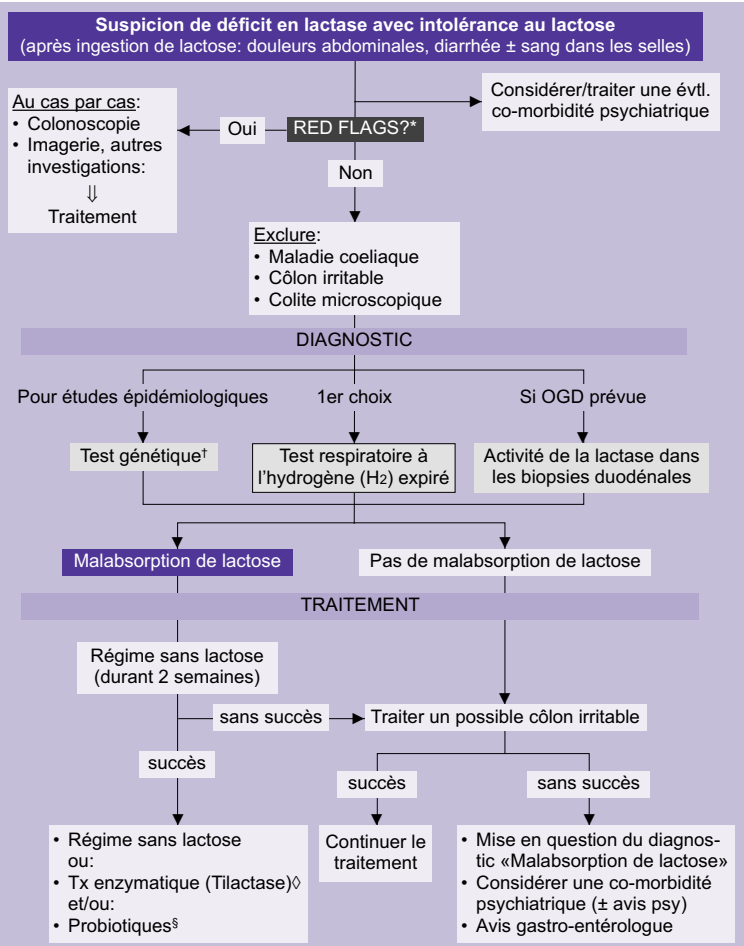 Suspicion de déficit en lactase avec intolérance au lactose
(après ingestion de lactose: douleurs abdominales, diarrhée ± sang dans les selles)
Considérer/traiter une évtl.
co-morbidité psychiatrique
Au cas par cas:
• Colonoscopie
• Imagerie, autres
investigations:
⇓
Traitement
Oui
RED FLAGS?*
Non
Exclure:
• Maladie coeliaque
• Côlon irritable
• Colite microscopique
DIAGNOSTIC
Pour études épidémiologiques
1er choix
Si OGD prévue
Test génétique†
Test respiratoire à
l'hydrogène (H2) expiré
Activité de la lactase dans
les biopsies duodénales
Malabsorption de lactose
Pas de malabsorption de lactose
TRAITEMENT
Régime sans lactose
(durant 2 semaines)
sans succès
Traiter un possible côlon irritable
succès
succès
sans succès
• Régime sans lactose
ou:
• Tx enzymatique (Tilactase)◊
et/ou:
• Probiotiques§
Continuer le
traitement
• Mise en question du diagnos-
tic «Malabsorption de lactose»
• Considérer une co-morbidité
psychiatrique (± avis psy)
• Avis gastro-entérologue